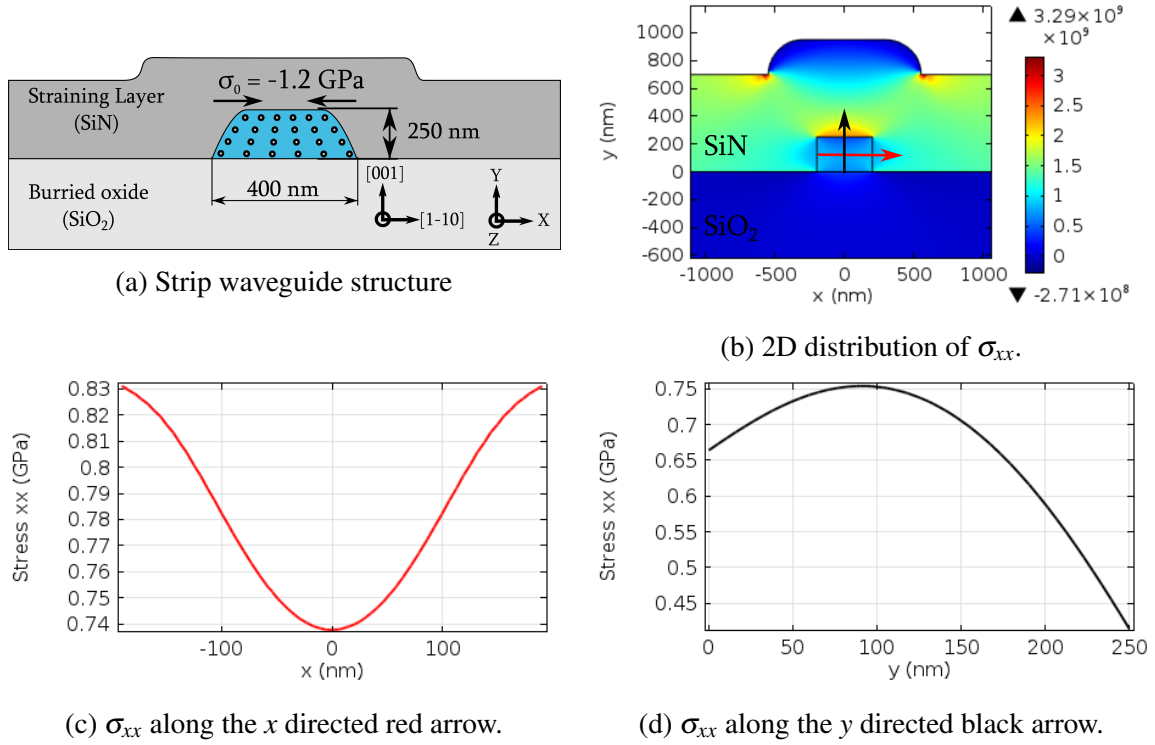 σ₀ = -1.2 GPa
Straining Layer
(SiN)
250 nm
Burried oxide
(SiO₂)
400 nm
[001]
[1-10]
Y
X
Z
(a) Strip waveguide structure
▲ 3.29×10⁹
×10⁹
1200
1000
800
600
400
200
0
-200
-400
-600
y (nm)
SiN
SiO₂
-1000
-500
0
500
1000
x (nm)
3
2.5
2
1.5
1
0.5
0
▼ -2.71×10⁸
(b) 2D distribution of σxx.
0.83
0.82
0.81
0.8
0.79
0.78
0.77
0.76
0.75
0.74
Stress xx (GPa)
-100
0
100
x (nm)
(c) σxx along the x directed red arrow.
0.75
0.7
0.65
0.6
0.55
0.5
0.45
Stress xx (GPa)
0
50
100
150
200
250
y (nm)
(d) σxx along the y directed black arrow.